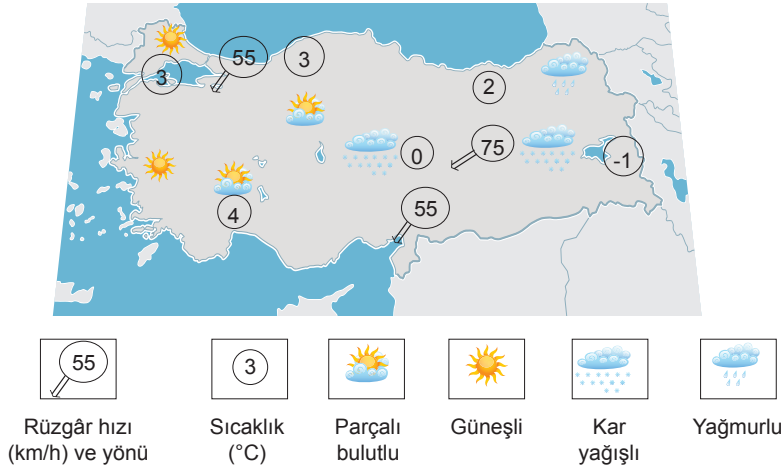 55
3
3
2
75
0
-1
55
4
55
3
Rüzgâr hızı
(km/h) ve yönü
Sıcaklık
(°C)
Parçalı
bulutlu
Güneşli
Kar
yağışlı
Yağmurlu